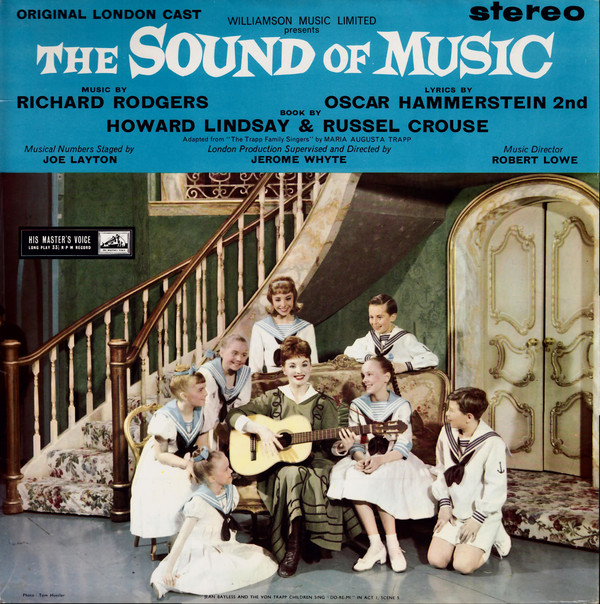 ORIGINAL LONDON CAST
WILLIAMSON MUSIC LIMITED
presents
stereo
THE SOUND OF MUSIC
MUSIC BY
RICHARD RODGERS
LYRICS BY
OSCAR HAMMERSTEIN 2nd
BOOK BY
HOWARD LINDSAY & RUSSEL CROUSE
Adapted from "The Trapp Family Singers" by MARIA AUGUSTA TRAPP
Musical Numbers Staged by
JOE LAYTON
London Production Supervised and Directed by
JEROME WHYTE
Music Director
ROBERT LOWE
HIS MASTER'S VOICE
LONG PLAY 33⅓ R·P·M RECORD
Photo : Tom Hustler
JEAN BAYLESS AND THE VON TRAPP CHILDREN SING "DO-RE-MI" IN ACT 1, SCENE 5